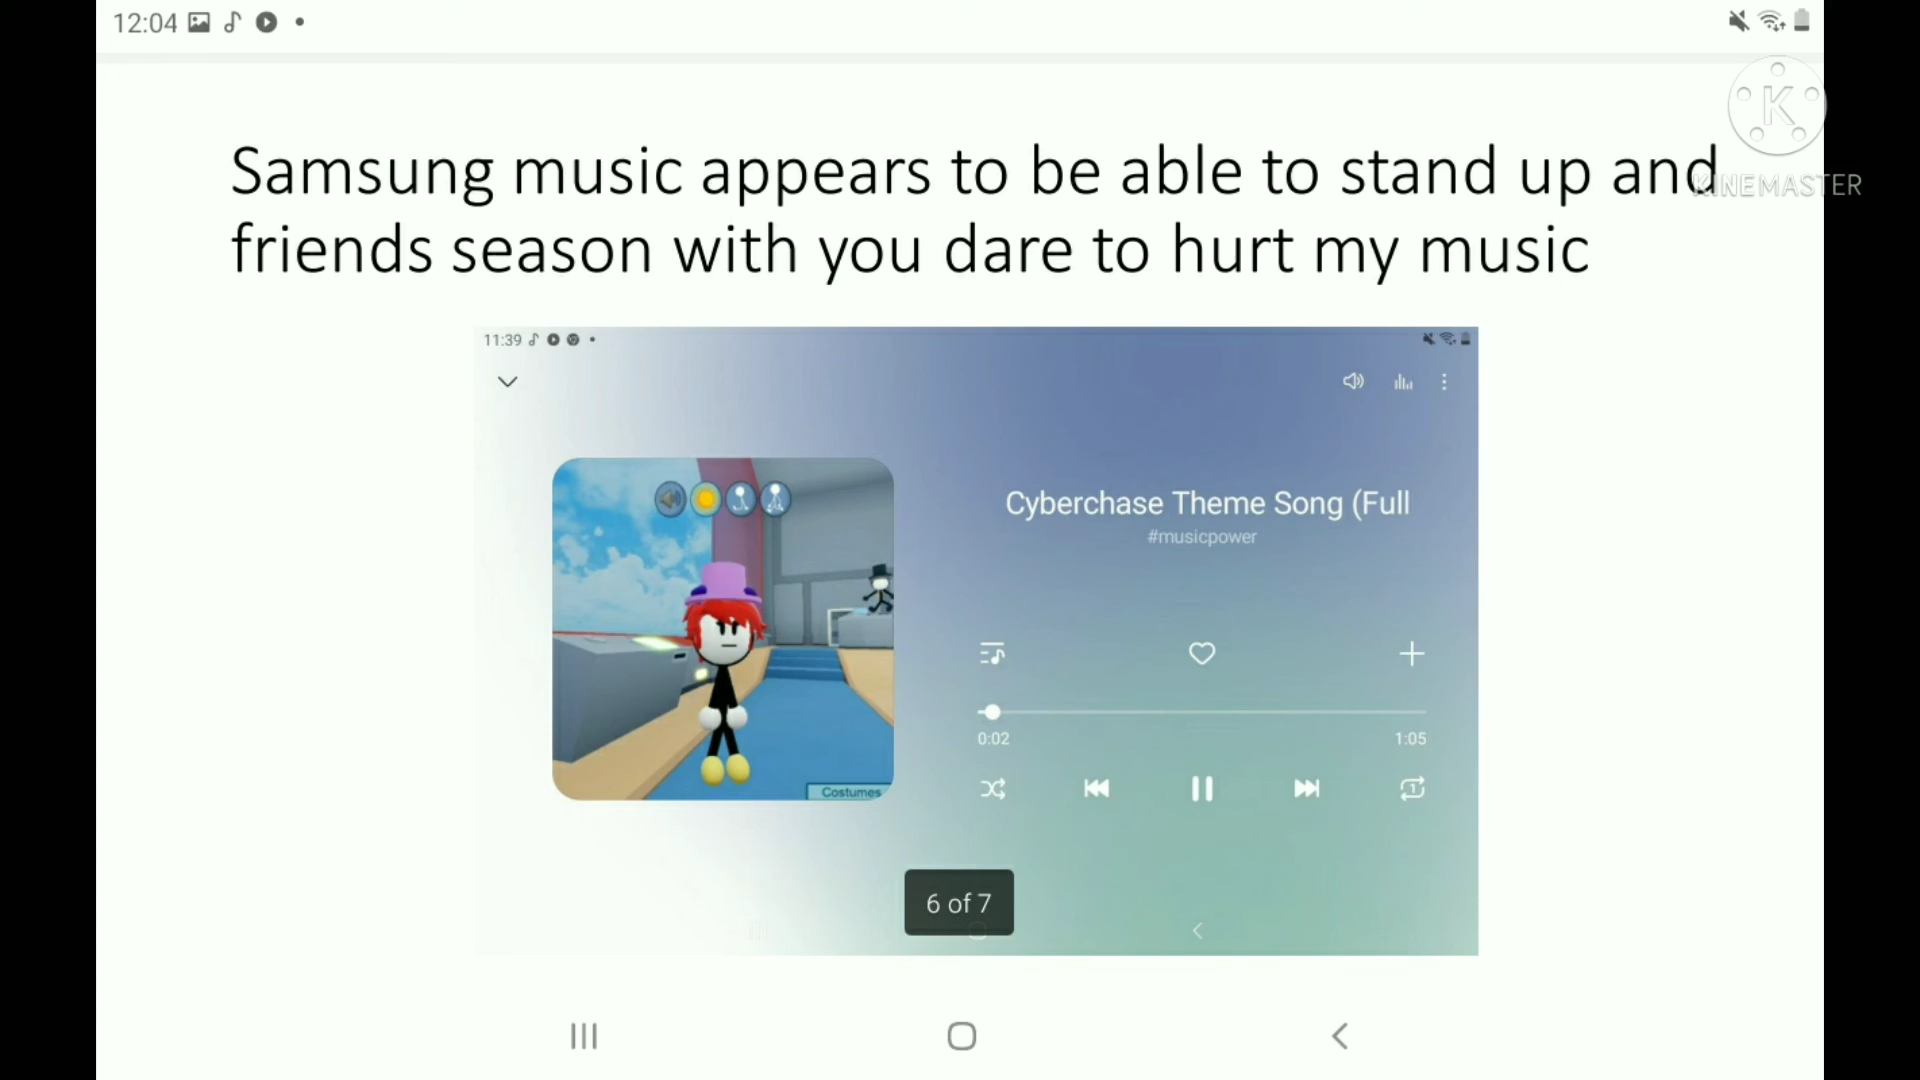 12:04
K
KINEMASTER
Samsung music appears to be able to stand up and
friends season with you dare to hurt my music
11:39
Cyberchase Theme Song (Full
#musicpower
0:02
1:05
1
Costumes
6 of 7